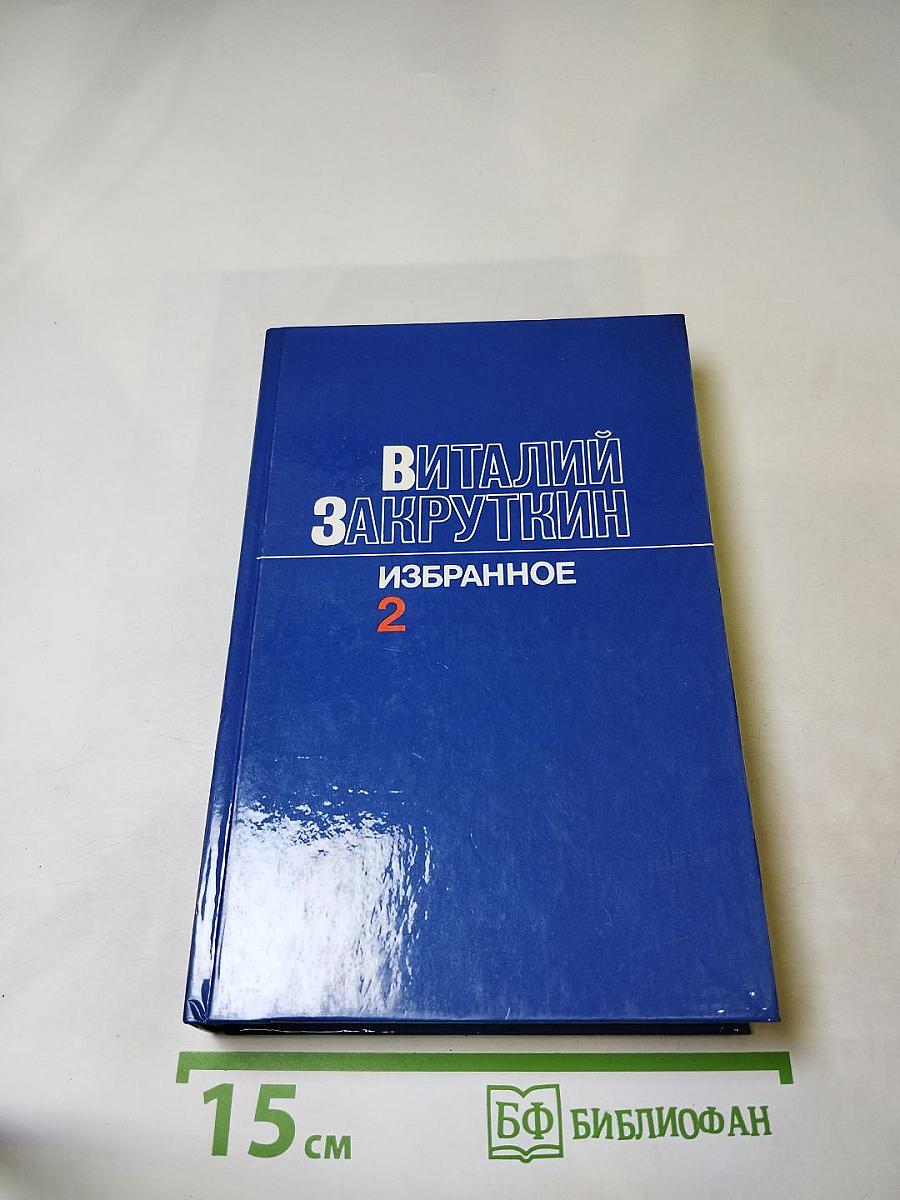 ВИТАЛИЙ
ЗАКРУТКИН
ИЗБРАННОЕ
2
15 см
БФ БИБЛИОФАН